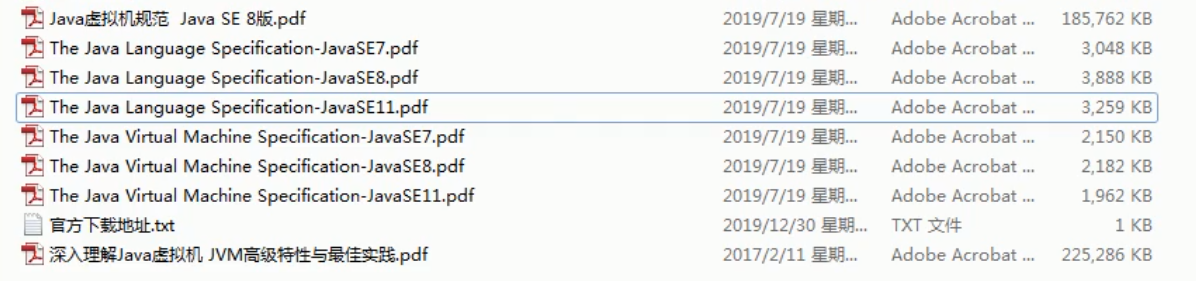 Java虚拟机规范 Java SE 8版.pdf 2019/7/19 星期... Adobe Acrobat ... 185,762 KB
The Java Language Specification-JavaSE7.pdf 2019/7/19 星期... Adobe Acrobat ... 3,048 KB
The Java Language Specification-JavaSE8.pdf 2019/7/19 星期... Adobe Acrobat ... 3,888 KB
The Java Language Specification-JavaSE11.pdf 2019/7/19 星期... Adobe Acrobat ... 3,259 KB
The Java Virtual Machine Specification-JavaSE7.pdf 2019/7/19 星期... Adobe Acrobat ... 2,150 KB
The Java Virtual Machine Specification-JavaSE8.pdf 2019/7/19 星期... Adobe Acrobat ... 2,182 KB
The Java Virtual Machine Specification-JavaSE11.pdf 2019/7/19 星期... Adobe Acrobat ... 1,962 KB
官方下载地址.txt 2019/12/30 星期... TXT 文件 1 KB
深入理解Java虚拟机 JVM高级特性与最佳实践.pdf 2017/2/11 星期... Adobe Acrobat ... 225,286 KB